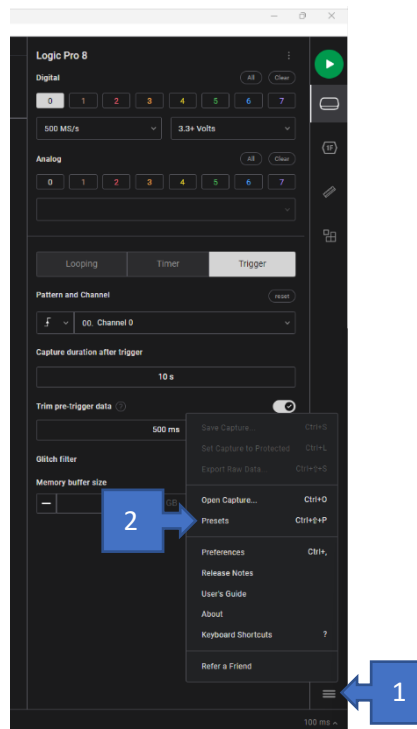 Logic Pro 8
Digital All Clear
0 1 2 3 4 5 6 7
500 MS/s 3.3+ Volts
Analog All Clear
0 1 2 3 4 5 6 7
Looping Timer Trigger
Pattern and Channel reset
00. Channel 0
Capture duration after trigger
10 s
Trim pre-trigger data ?
500 ms
Glitch filter
Memory buffer size
GB
Save Capture... Ctrl+S
Set Capture to Protected Ctrl+L
Export Raw Data... Ctrl+⇧+S
Open Capture... Ctrl+O
Presets Ctrl+⇧+P
Preferences Ctrl+,
Release Notes
User's Guide
About
Keyboard Shortcuts ?
Refer a Friend
2
1
1F
100 ms